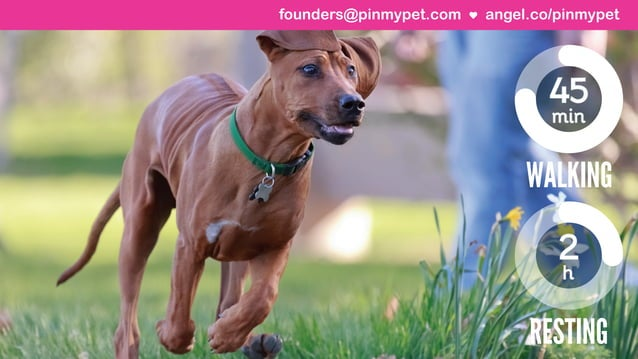 founders@pinmypet.com ♥ angel.co/pinmypet
45
min
WALKING
2
h
RESTING